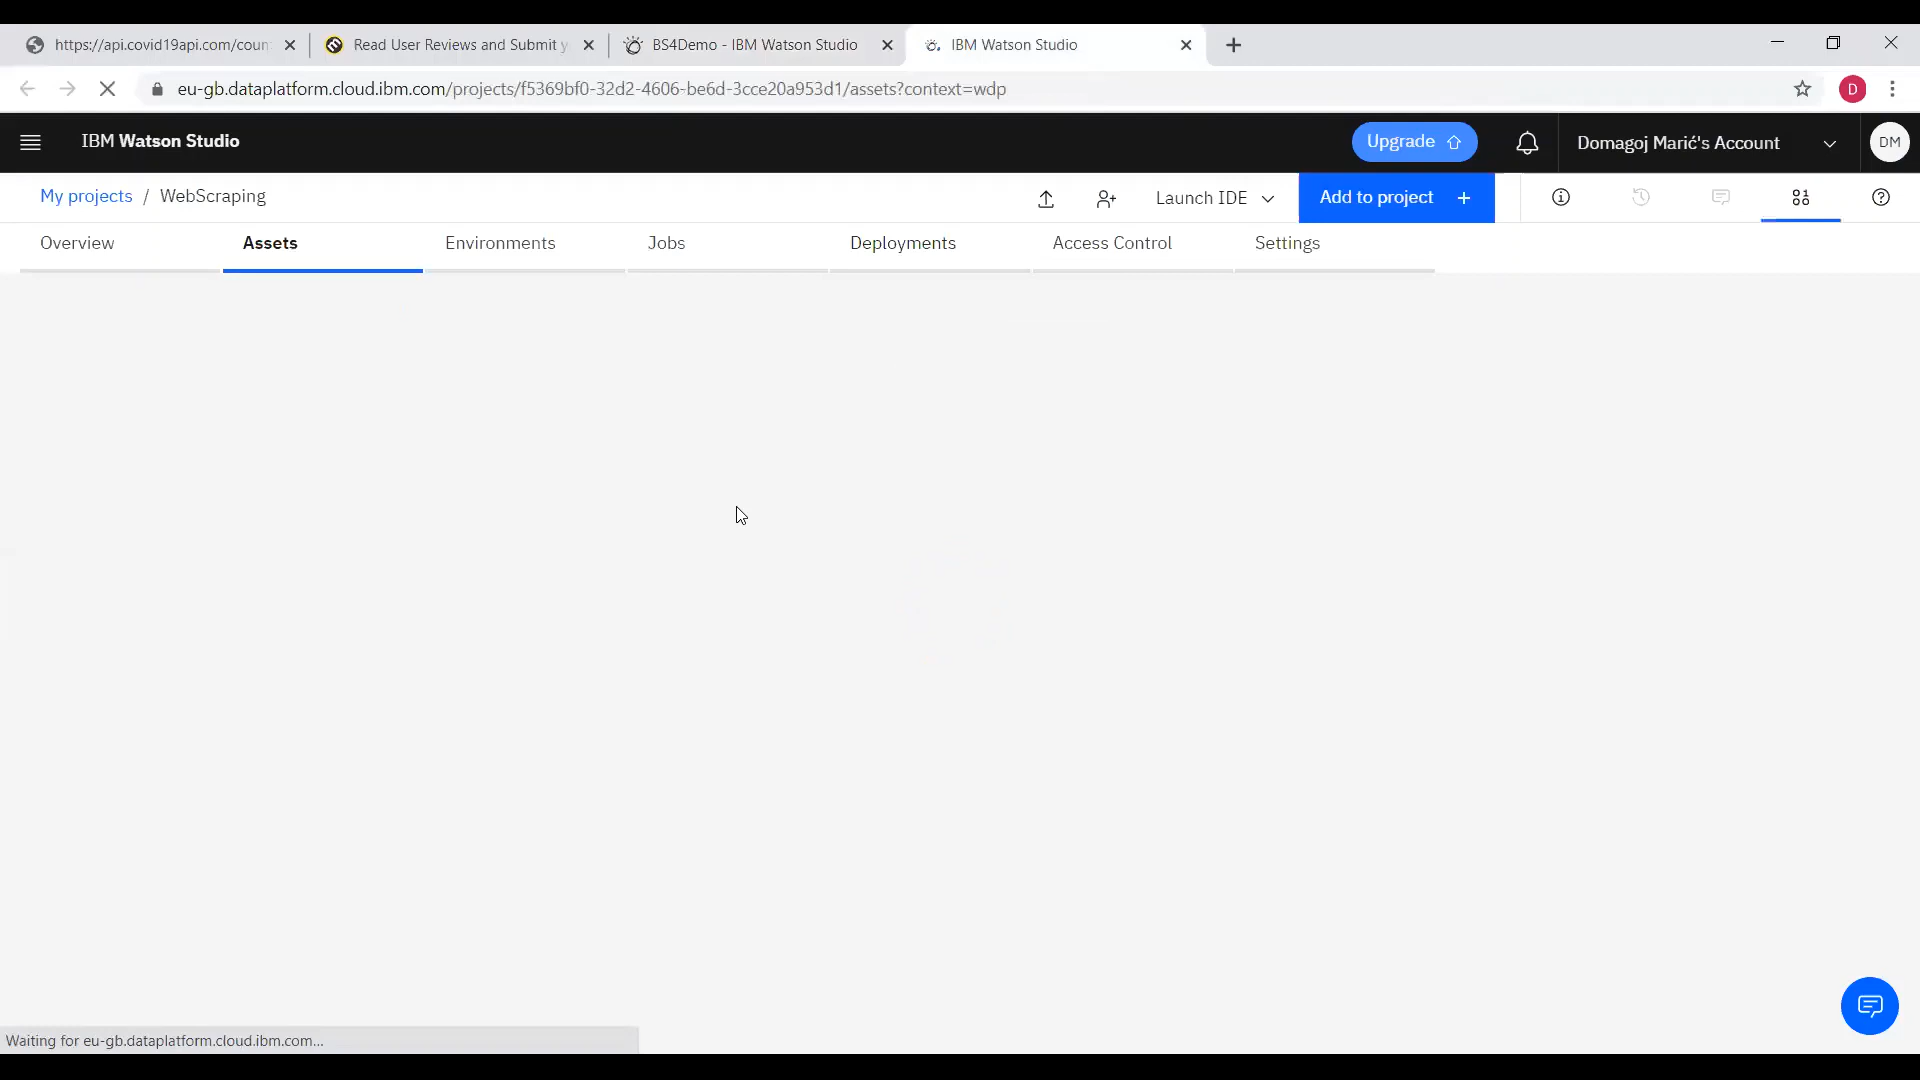 https://api.covid19api.com/coun
Read User Reviews and Submit y
BS4Demo - IBM Watson Studio
IBM Watson Studio
eu-gb.dataplatform.cloud.ibm.com/projects/f5369bf0-32d2-4606-be6d-3cce20a953d1/assets?context=wdp
D
IBM Watson Studio
Upgrade
Domagoj Marić's Account
DM
My projects / WebScraping
Launch IDE
Add to project +
Overview
Assets
Environments
Jobs
Deployments
Access Control
Settings
Waiting for eu-gb.dataplatform.cloud.ibm.com...